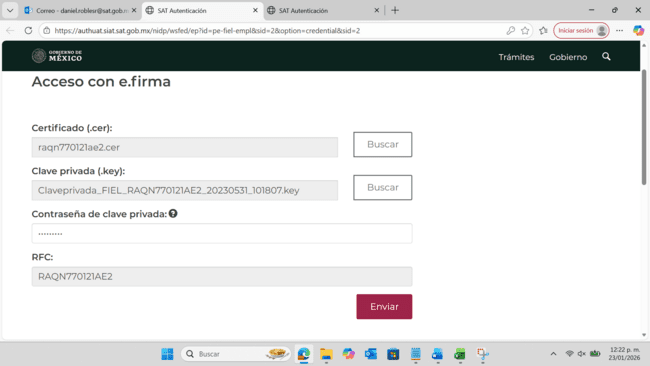 Correo - daniel.roblesr@sat.gob.m
SAT Autenticación
SAT Autenticación
https://authuat.siat.sat.gob.mx/nidp/wsfed/ep?id=pe-fiel-empl&sid=2&option=credential&sid=2
Iniciar sesión
GOBIERNO DE
MÉXICO
Trámites
Gobierno
Acceso con e.firma
Certificado (.cer):
raqn770121ae2.cer
Buscar
Clave privada (.key):
Claveprivada_FIEL_RAQN770121AE2_20230531_101807.key
Buscar
Contraseña de clave privada:
•••••••••
RFC:
RAQN770121AE2
Enviar
Buscar
12:22 p. m.
23/01/2026